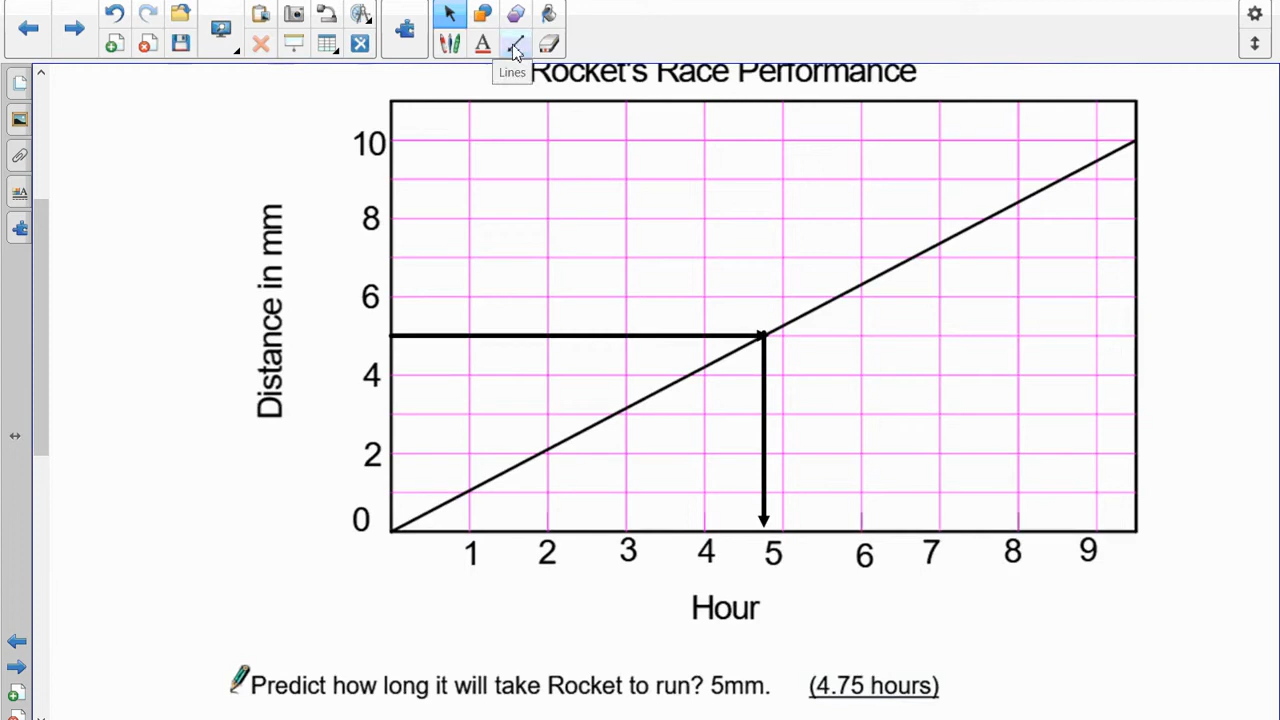 Lines
Rocket's Race Performance
10
8
6
4
2
0
Distance in mm
1 2 3 4 5 6 7 8 9
Hour
Predict how long it will take Rocket to run? 5mm. (4.75 hours)